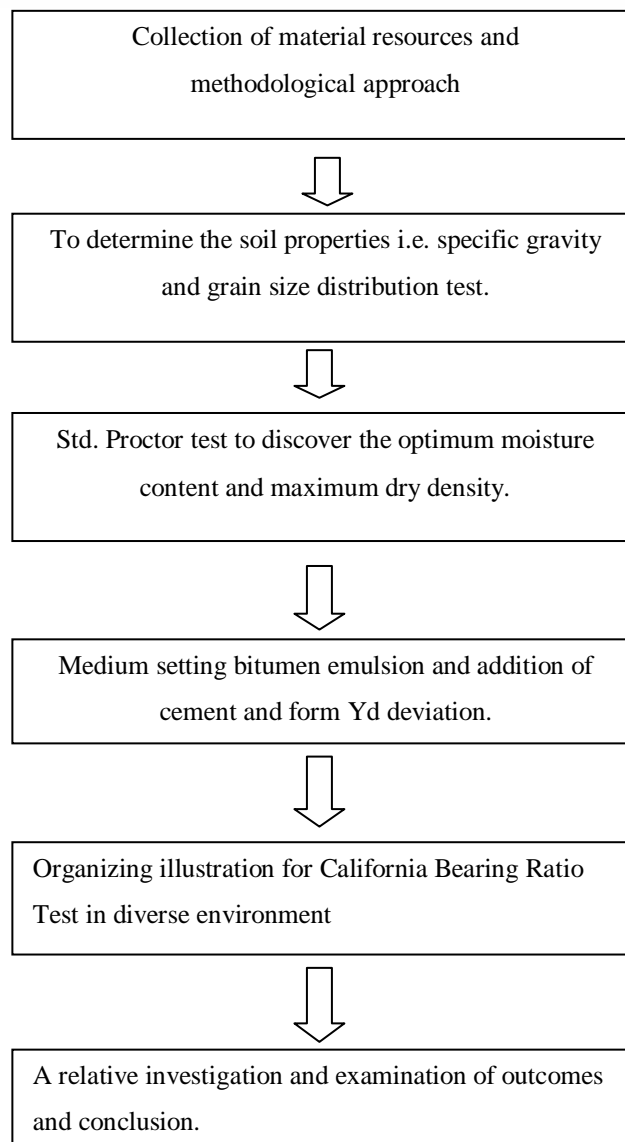 Collection of material resources and
methodological approach
To determine the soil properties i.e. specific gravity
and grain size distribution test.
Std. Proctor test to discover the optimum moisture
content and maximum dry density.
Medium setting bitumen emulsion and addition of
cement and form Yd deviation.
Organizing illustration for California Bearing Ratio
Test in diverse environment
A relative investigation and examination of outcomes
and conclusion.